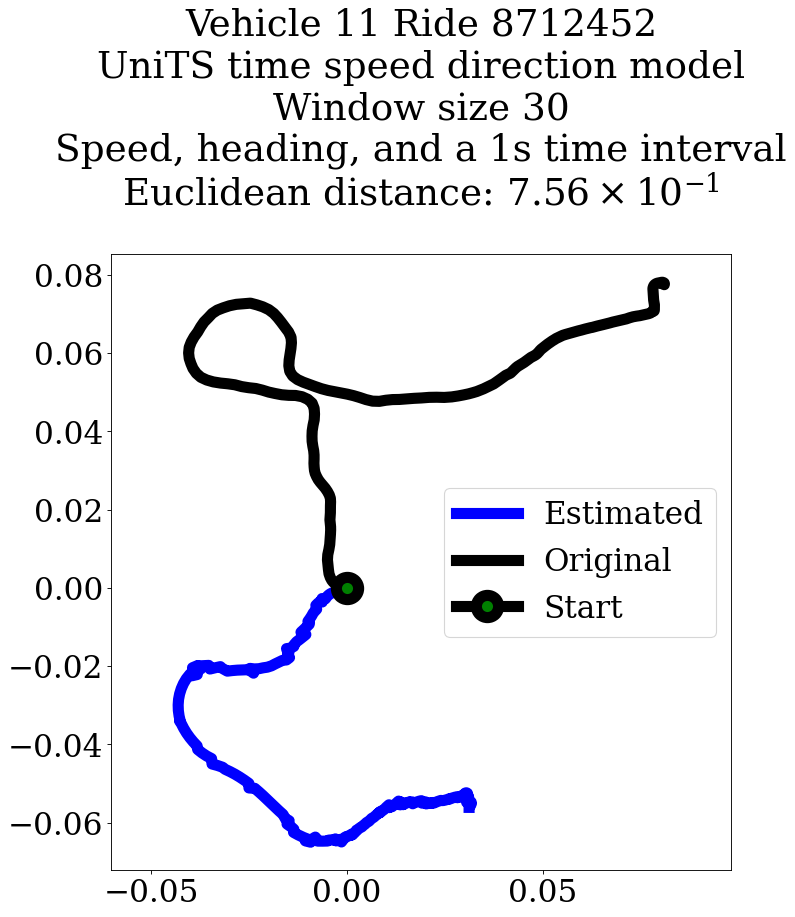 Vehicle 11 Ride 8712452
UniTS time speed direction model
Window size 30
Speed, heading, and a 1s time interval
Euclidean distance: 7.56 × 10⁻¹
0.08
0.06
0.04
0.02
0.00
−0.02
−0.04
−0.06
Estimated
Original
Start
−0.05
0.00
0.05